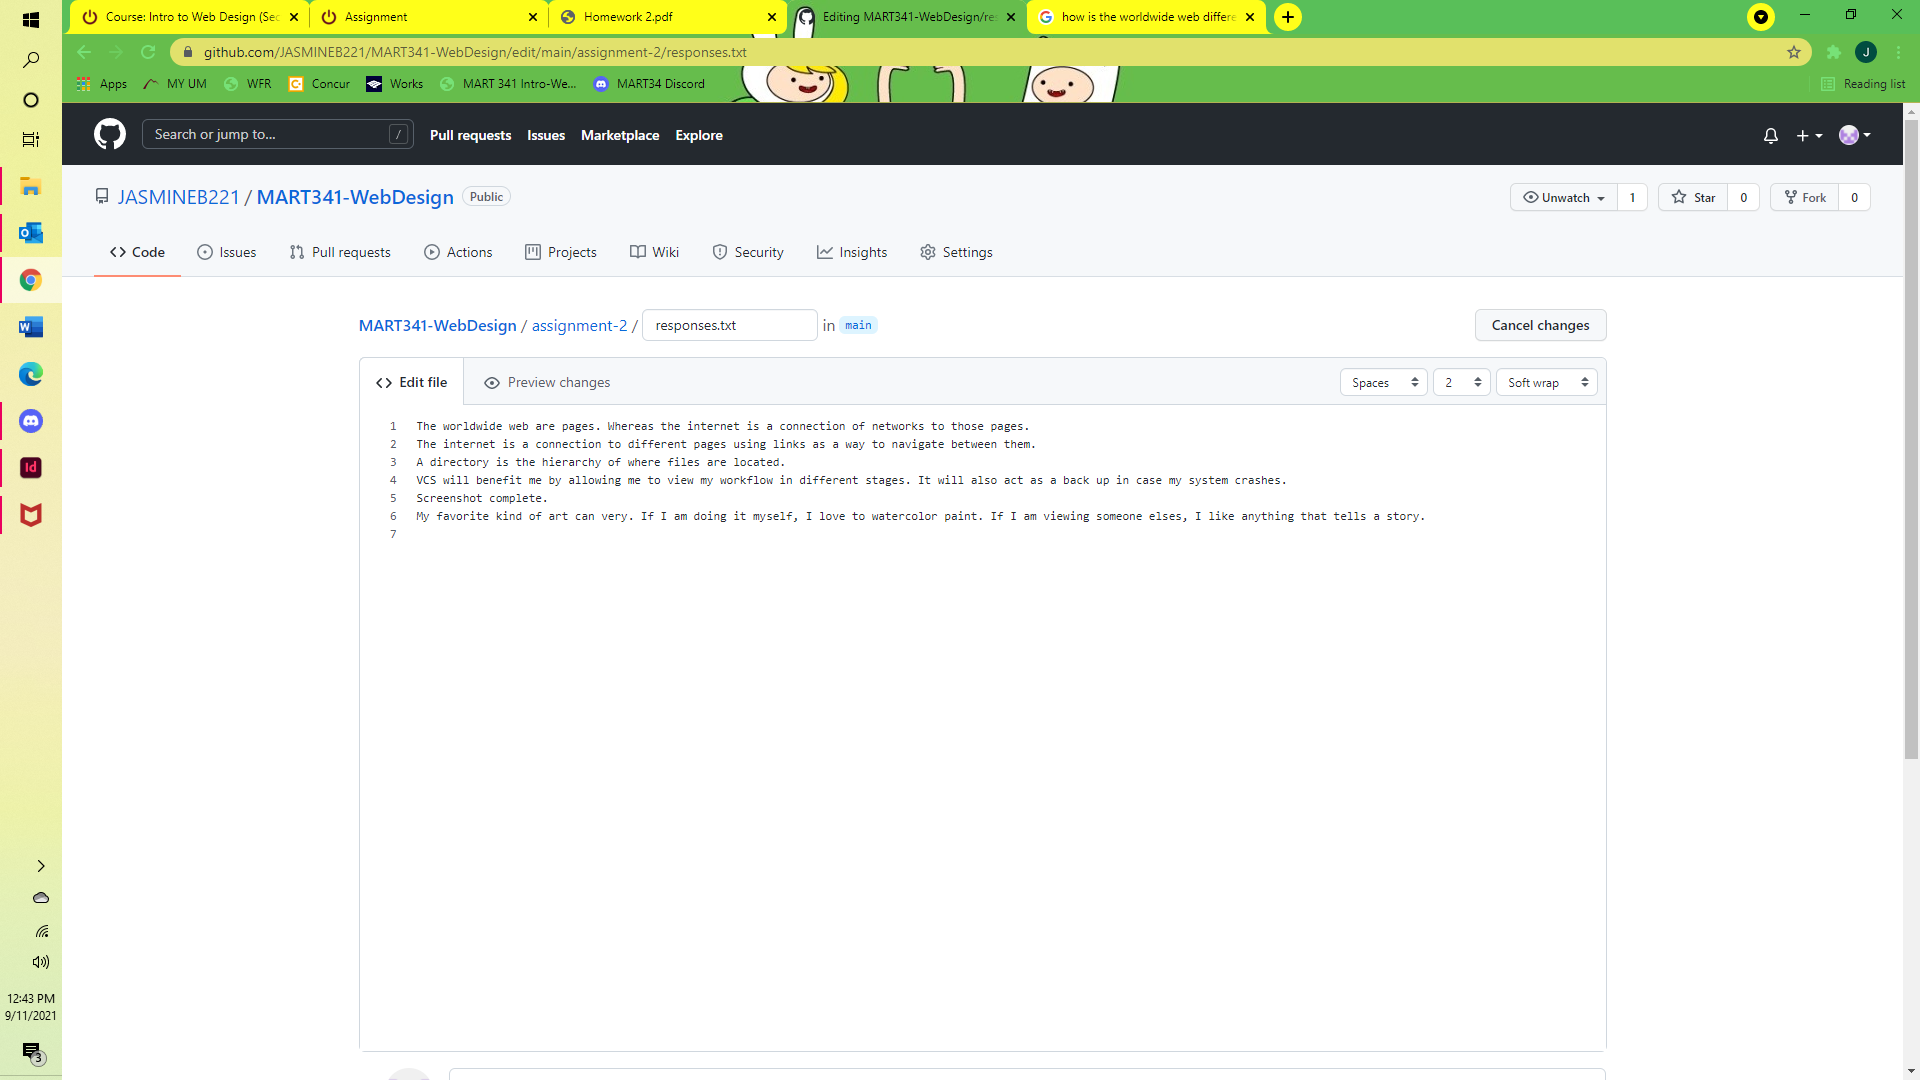 Course: Intro to Web Design (Sec
Assignment
Homework 2.pdf
Editing MART341-WebDesign/res
how is the worldwide web differe
github.com/JASMINEB221/MART341-WebDesign/edit/main/assignment-2/responses.txt
J
Apps
MY UM
WFR
Concur
Works
MART 341 Intro-We...
MART34 Discord
Reading list
Search or jump to...
/
Pull requests
Issues
Marketplace
Explore
JASMINEB221 / MART341-WebDesign
Public
Unwatch
1
Star
0
Fork
0
Code
Issues
Pull requests
Actions
Projects
Wiki
Security
Insights
Settings
MART341-WebDesign / assignment-2 / responses.txt in main
Cancel changes
Edit file
Preview changes
Spaces
2
Soft wrap
1 The worldwide web are pages. Whereas the internet is a connection of networks to those pages.
2 The internet is a connection to different pages using links as a way to navigate between them.
3 A directory is the hierarchy of where files are located.
4 VCS will benefit me by allowing me to view my workflow in different stages. It will also act as a back up in case my system crashes.
5 Screenshot complete.
6 My favorite kind of art can very. If I am doing it myself, I love to watercolor paint. If I am viewing someone elses, I like anything that tells a story.
7
Id
12:43 PM
9/11/2021
3